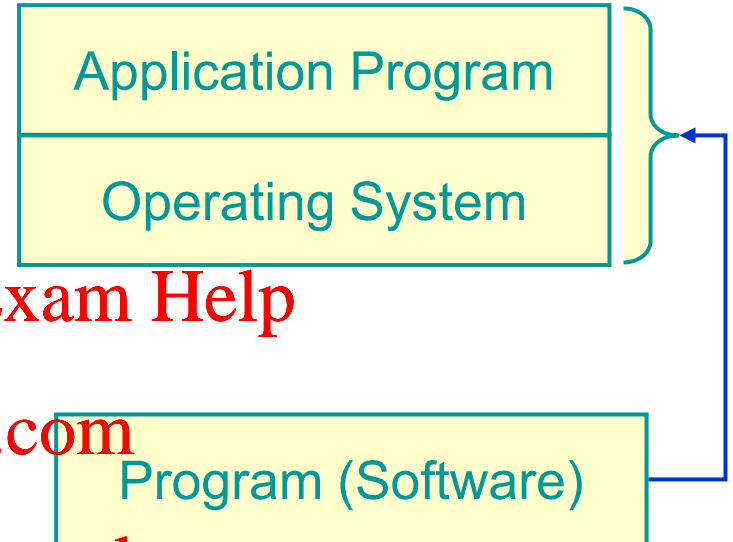 Application Program
Operating System
xam Help
.com
Program (Software)